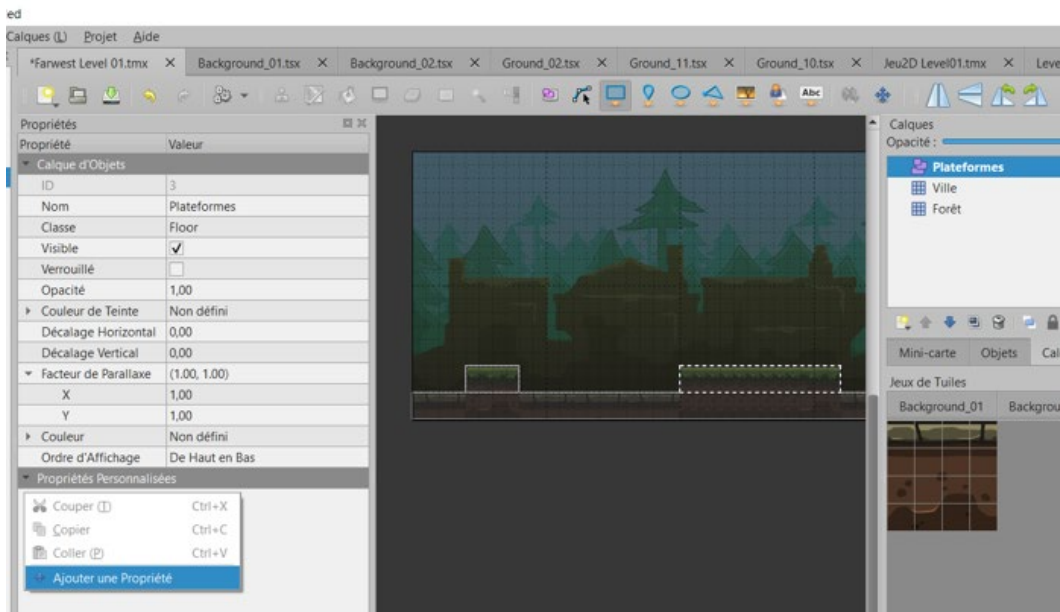 ed
Calques (L) Projet Aide
*Farwest Level 01.tmx Background_01.tsx Background_02.tsx Ground_02.tsx Ground_11.tsx Ground_10.tsx Jeu2D Level01.tmx Leve
Abc
Propriétés
Propriété Valeur
Calque d'Objets
ID 3
Nom Plateformes
Classe Floor
Visible
Verrouillé
Opacité 1,00
Couleur de Teinte Non défini
Décalage Horizontal 0,00
Décalage Vertical 0,00
Facteur de Parallaxe (1.00, 1.00)
X 1,00
Y 1,00
Couleur Non défini
Ordre d'Affichage De Haut en Bas
Propriétés Personnalisées
Couper (T) Ctrl+X
Copier Ctrl+C
Coller (P) Ctrl+V
Ajouter une Propriété
Calques
Opacité :
Plateformes
Ville
Forêt
Mini-carte Objets Cal
Jeux de Tuiles
Background_01 Backgrou